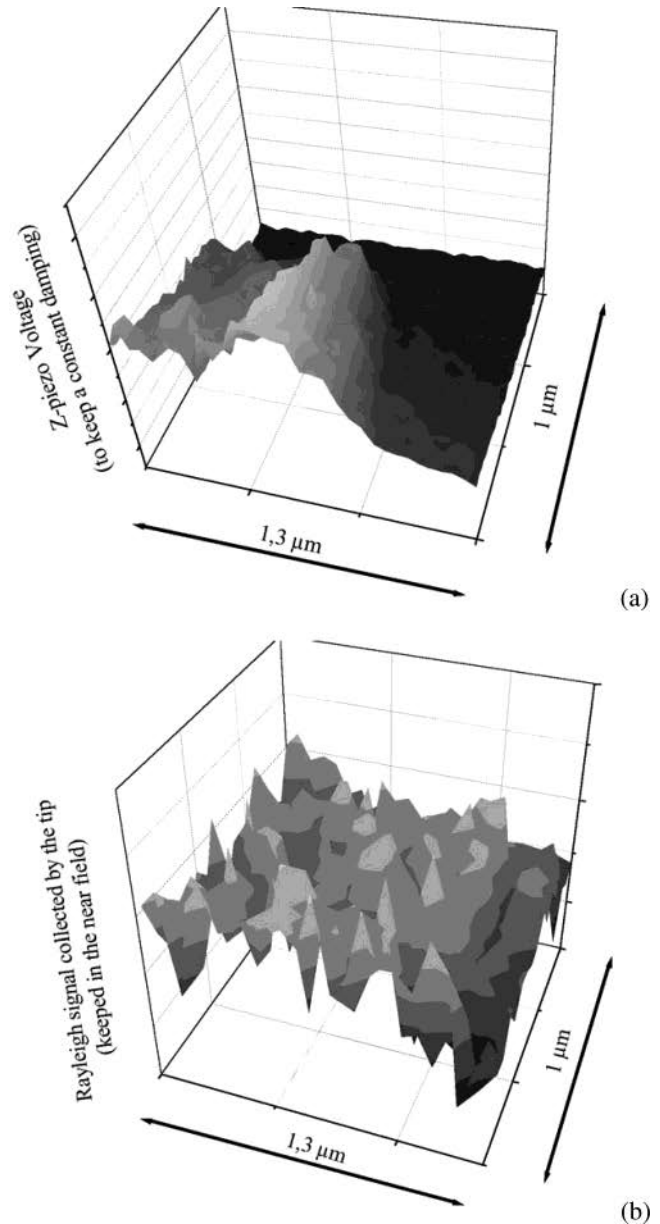 Z-piezo Voltage
(to keep a constant damping)
1 µm
1,3 µm
(a)
Rayleigh signal collected by the tip
(keeped in the near field)
1 µm
1,3 µm
(b)